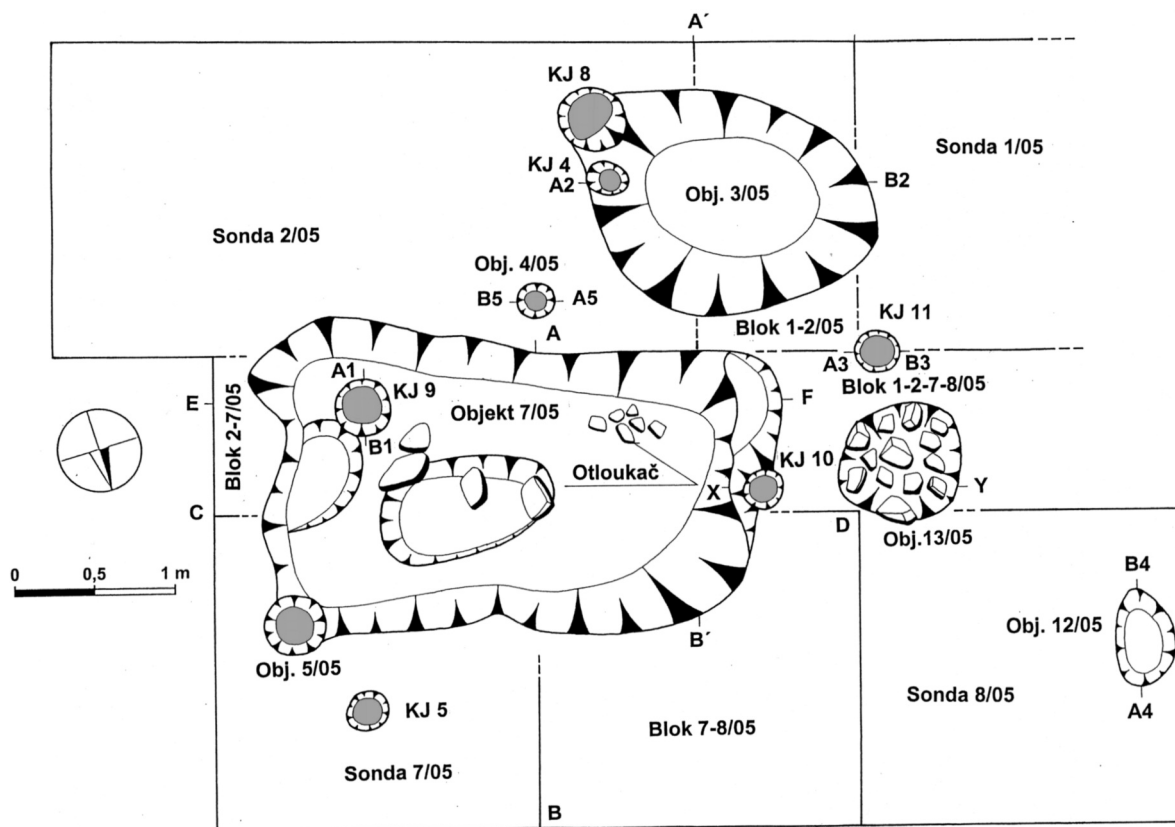 A´
KJ 8
Sonda 1/05
KJ 4
A2
B2
Obj. 3/05
Sonda 2/05
Obj. 4/05
B5
A5
KJ 11
Blok 1-2/05
A
A3
B3
A1
KJ 9
Blok 1-2-7-8/05
E
F
Blok 2-7/05
Objekt 7/05
B1
KJ 10
Otloukač
X
Y
C
D
Obj.13/05
0 0,5 1 m
B4
Obj. 12/05
B´
Obj. 5/05
Sonda 8/05
A4
KJ 5
Blok 7-8/05
Sonda 7/05
B